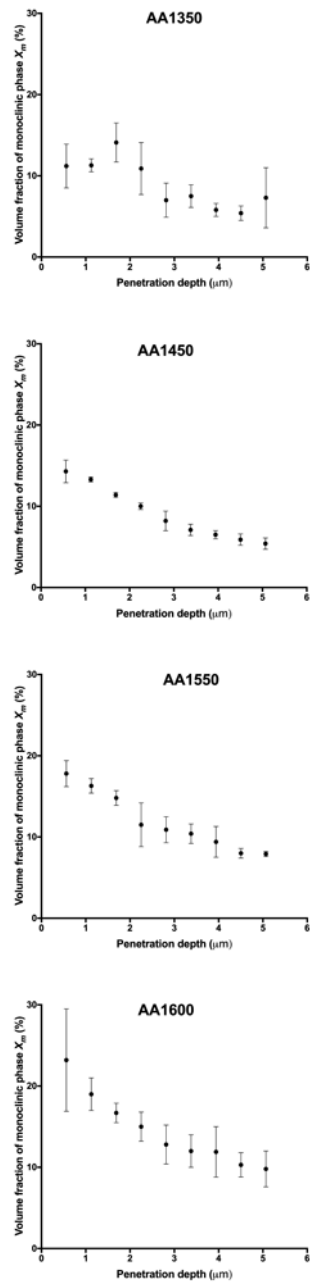 AA1350
Volume fraction of monoclinic phase Xm (%)
30
20
10
0
0 1 2 3 4 5 6
Penetration depth (μm)
AA1450
Volume fraction of monoclinic phase Xm (%)
30
20
10
0
0 1 2 3 4 5 6
Penetration depth (μm)
AA1550
Volume fraction of monoclinic phase Xm (%)
30
20
10
0
0 1 2 3 4 5 6
Penetration depth (μm)
AA1600
Volume fraction of monoclinic phase Xm (%)
30
20
10
0
0 1 2 3 4 5 6
Penetration depth (μm)